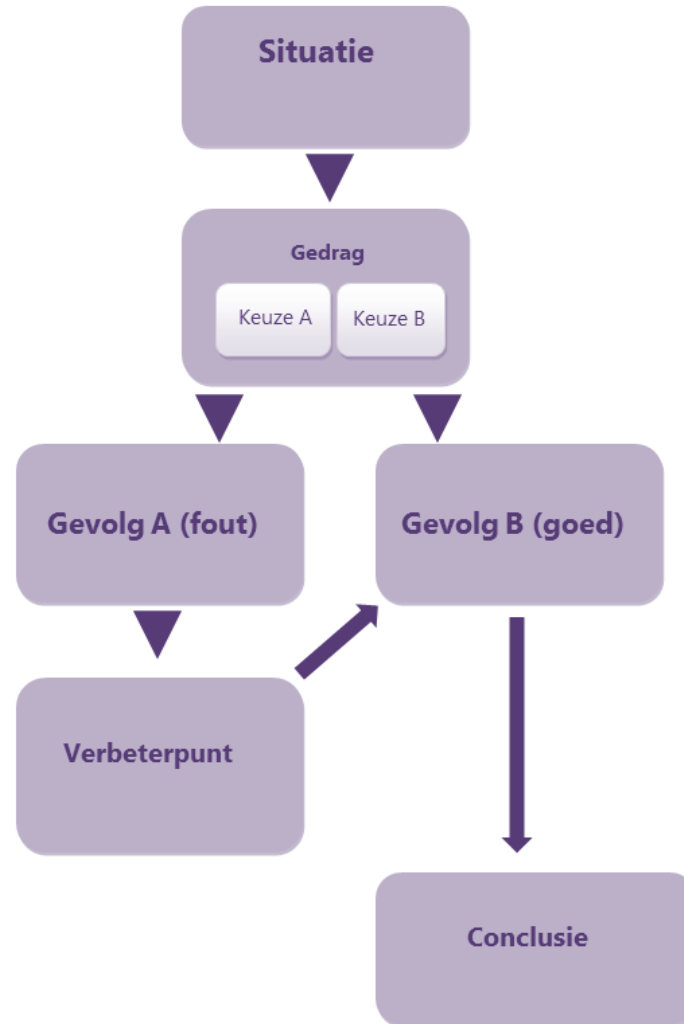 Situatie
Gedrag
Keuze A
Keuze B
Gevolg A (fout)
Gevolg B (goed)
Verbeterpunt
Conclusie